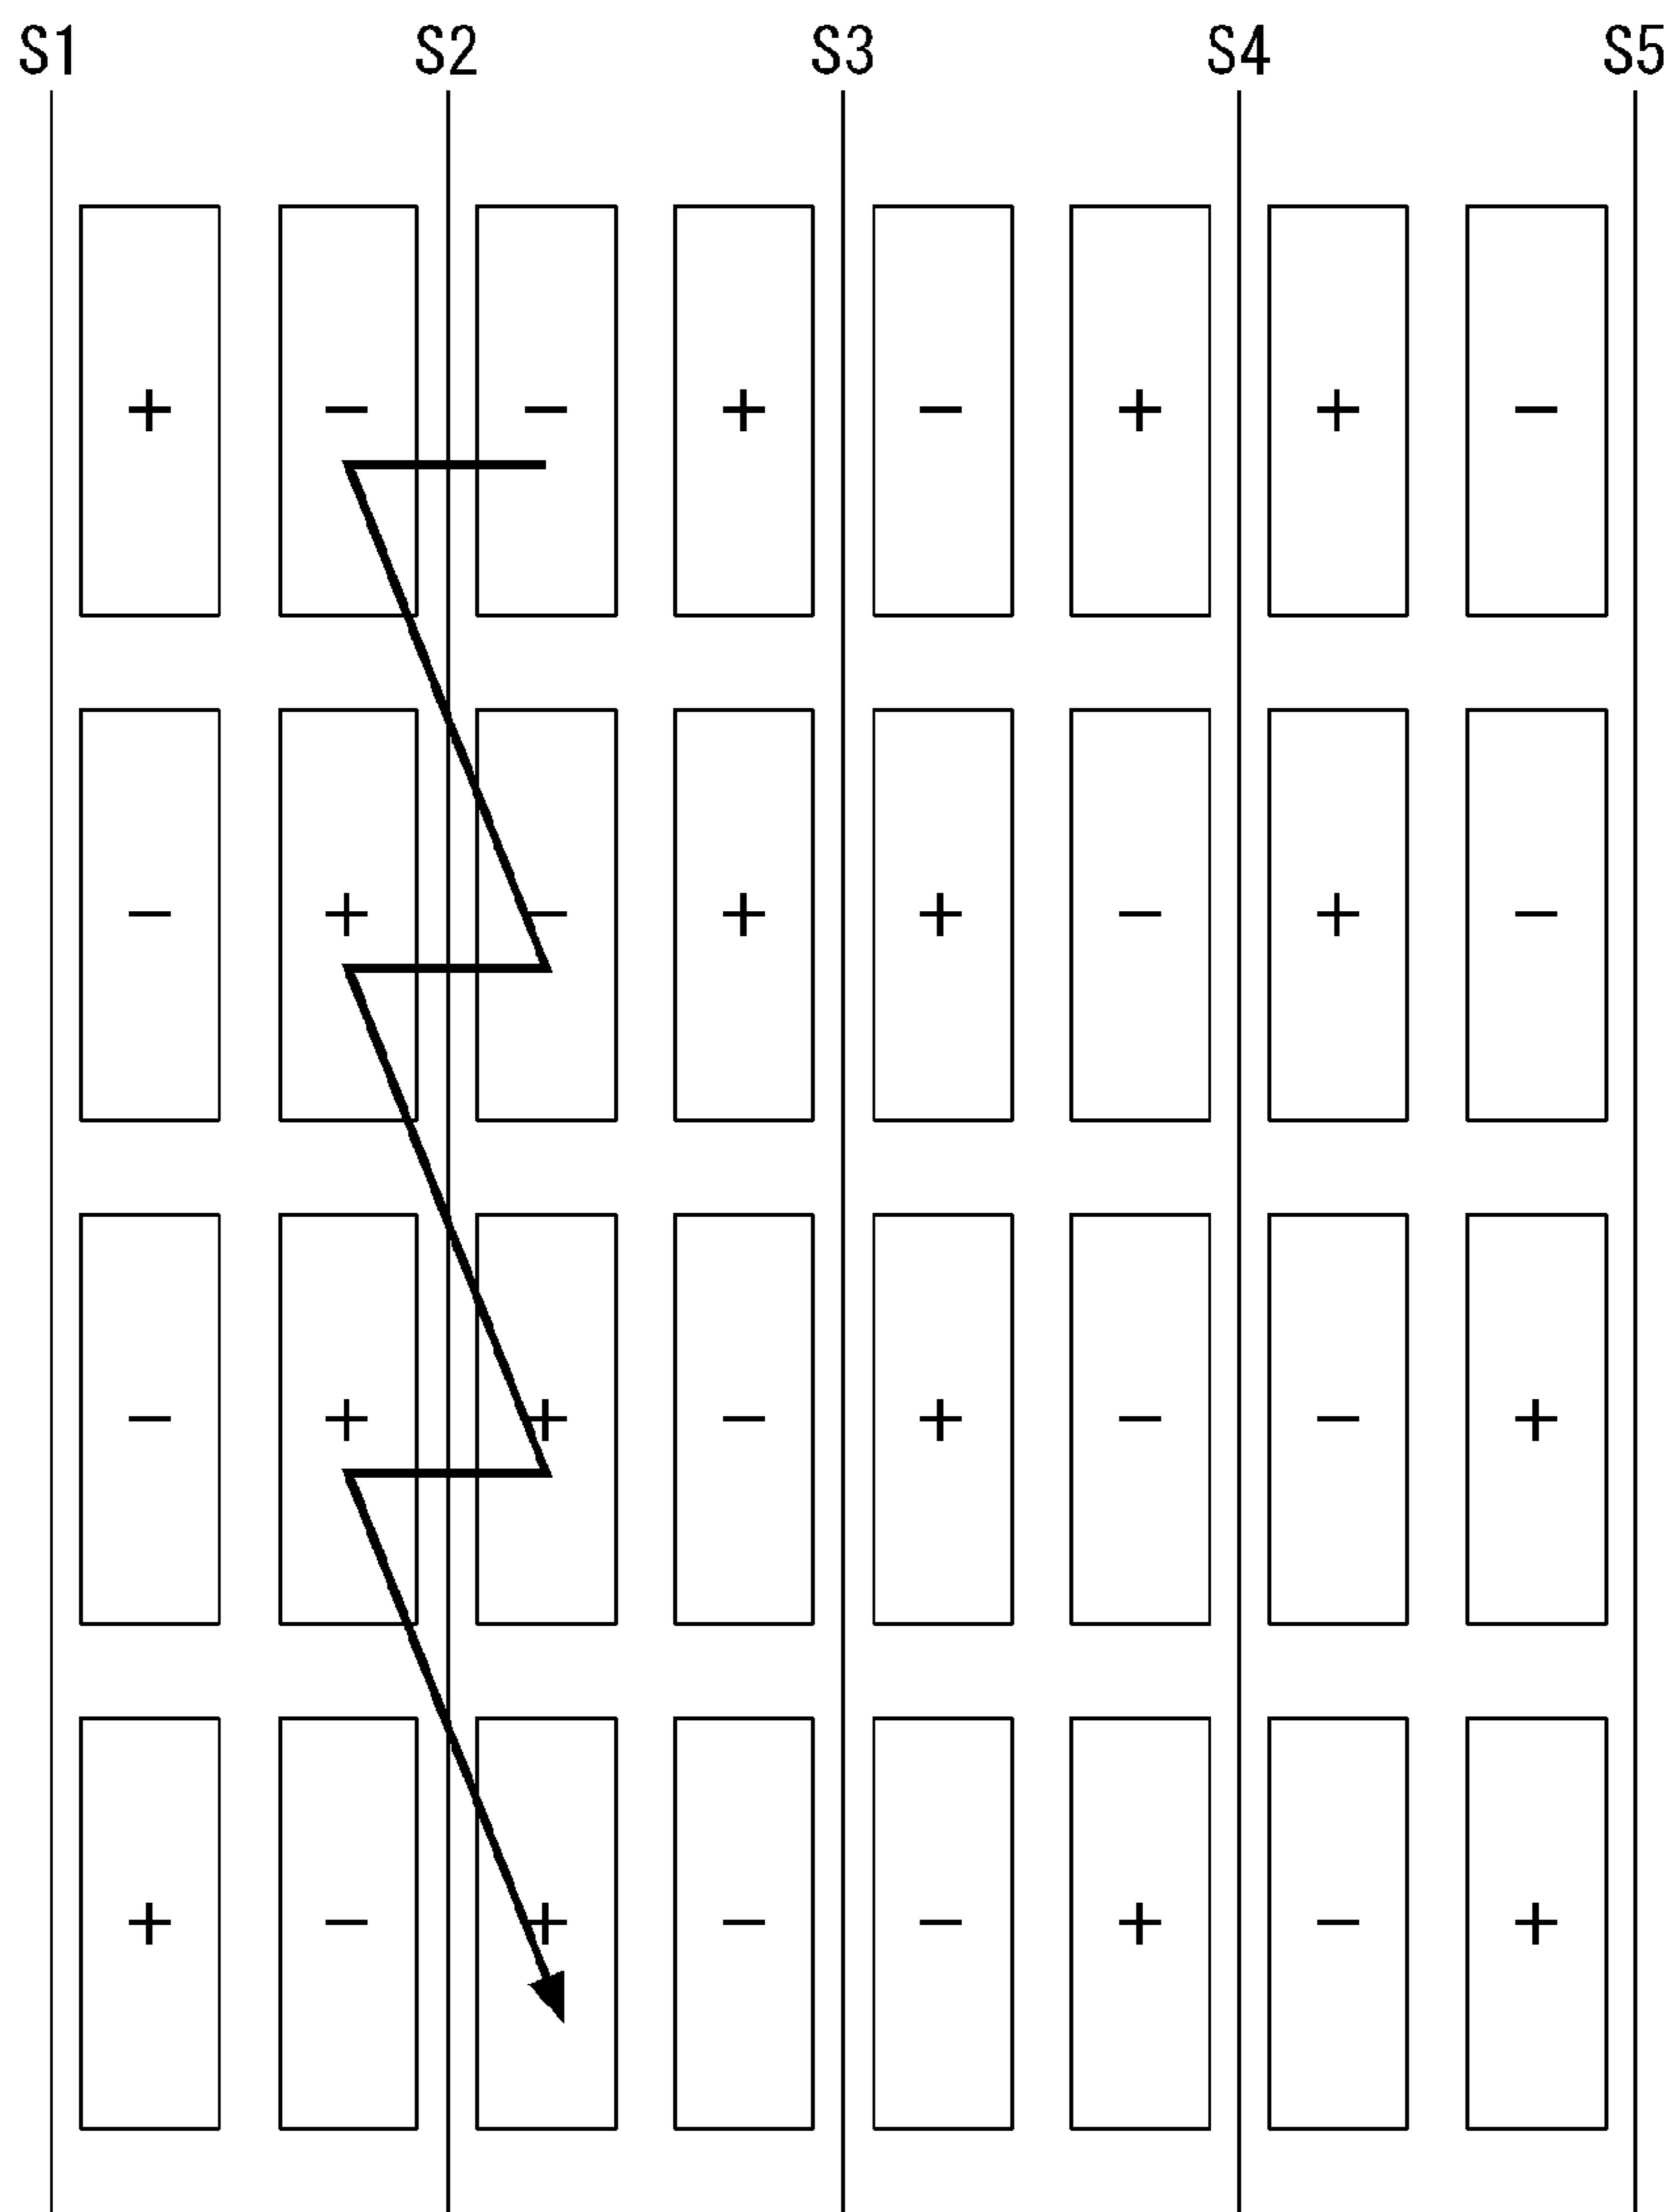 S1 S2 S3 S4 S5
+ − − + − + + −
− + − + + − + −
− + + − + − − +
+ − + − − + − +